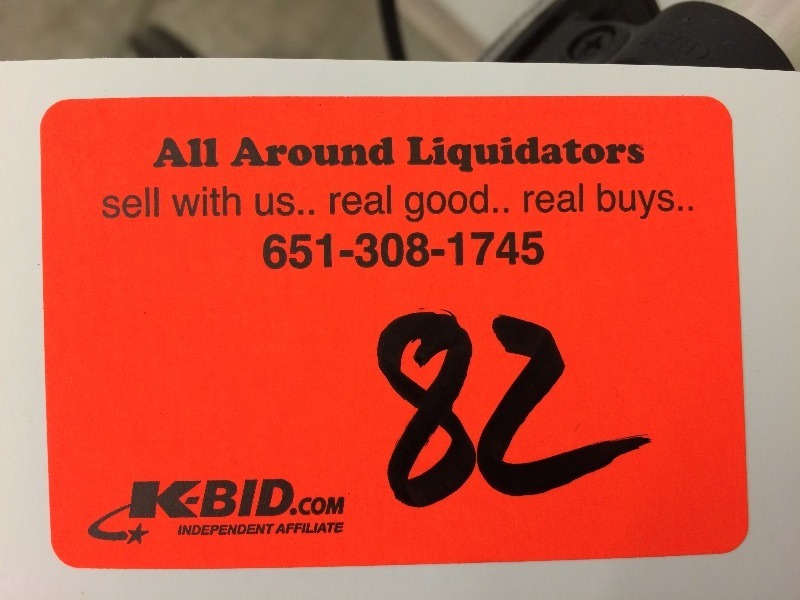 All Around Liquidators
sell with us.. real good.. real buys..
651-308-1745
82
K-BID.COM
INDEPENDENT AFFILIATE